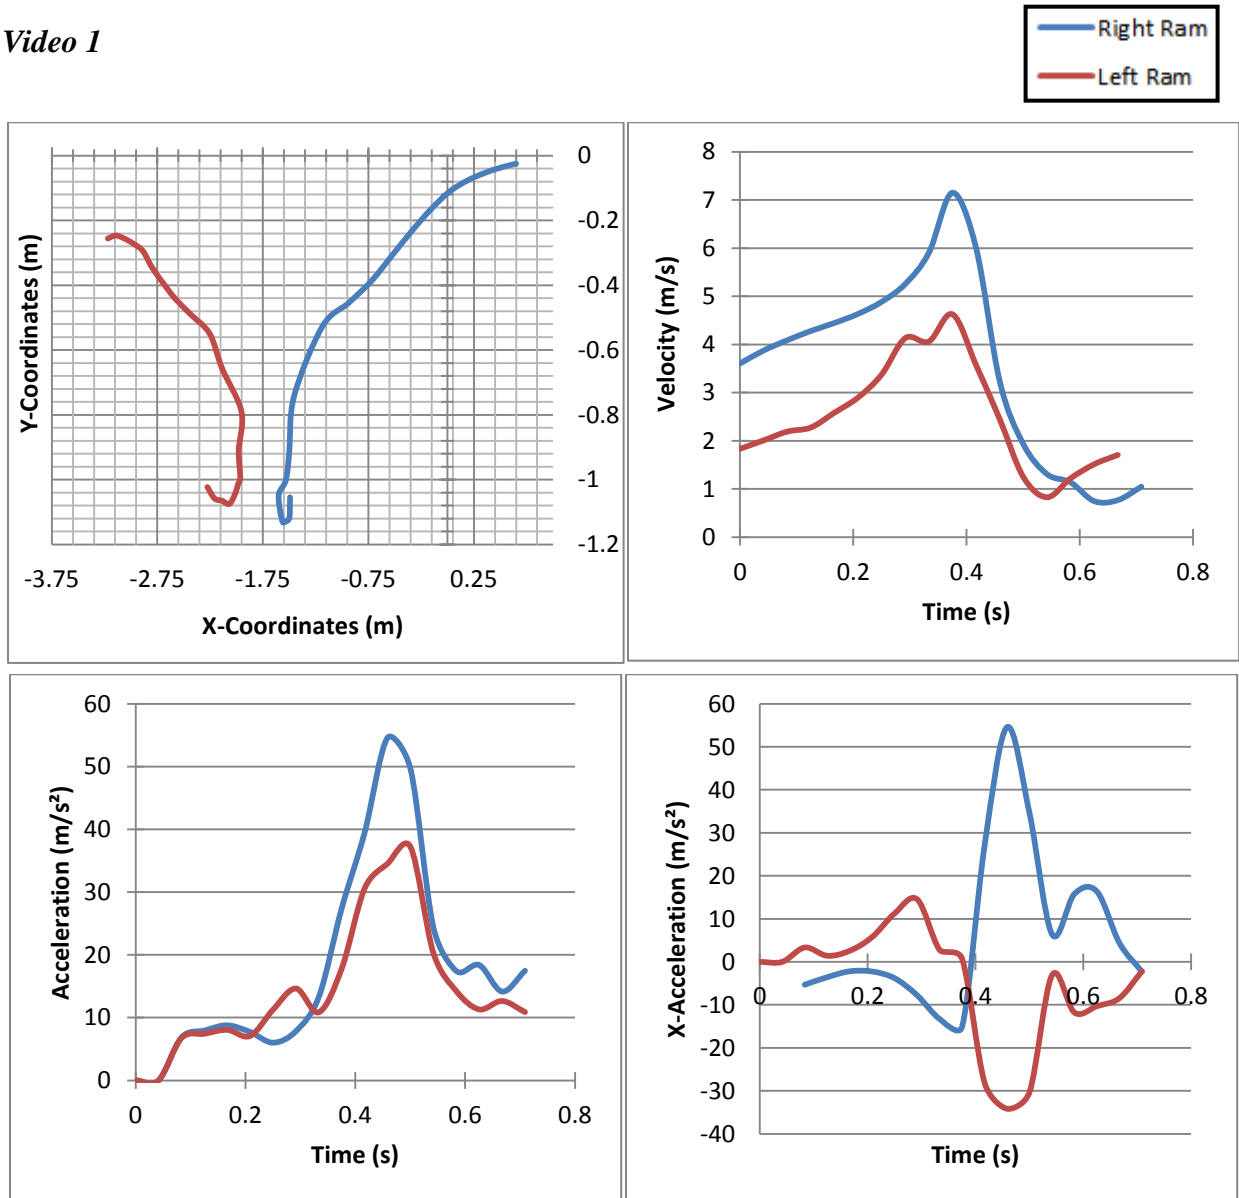 Video 1
Right Ram
Left Ram
0
-0.2
-0.4
-0.6
-0.8
-1
-1.2
Y-Coordinates (m)
-3.75 -2.75 -1.75 -0.75 0.25
X-Coordinates (m)
8
7
6
5
4
3
2
1
0
Velocity (m/s)
0 0.2 0.4 0.6 0.8
Time (s)
60
50
40
30
20
10
0
Acceleration (m/s²)
0 0.2 0.4 0.6 0.8
Time (s)
60
50
40
30
20
10
0
-10
-20
-30
-40
X-Acceleration (m/s²)
0 0.2 0.4 0.6 0.8
Time (s)